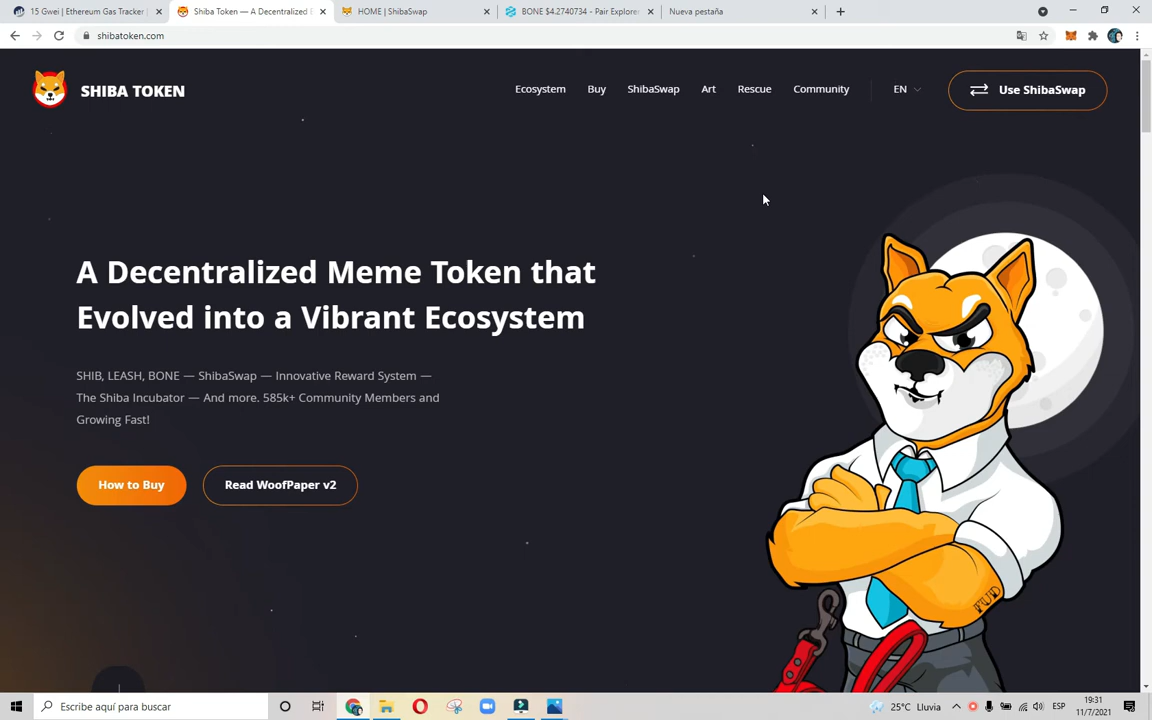 15 Gwei | Ethereum Gas Tracker |
Shiba Token — A Decentralized E
HOME | ShibaSwap
BONE $4.2740734 - Pair Explorer
Nueva pestaña
shibatoken.com
SHIBA TOKEN
Ecosystem
Buy
ShibaSwap
Art
Rescue
Community
EN
Use ShibaSwap
A Decentralized Meme Token that
Evolved into a Vibrant Ecosystem
SHIB, LEASH, BONE — ShibaSwap — Innovative Reward System —
The Shiba Incubator — And more. 585k+ Community Members and
Growing Fast!
How to Buy
Read WoofPaper v2
FUD
Escribe aquí para buscar
25°C Lluvia
ESP
19:31
11/7/2021